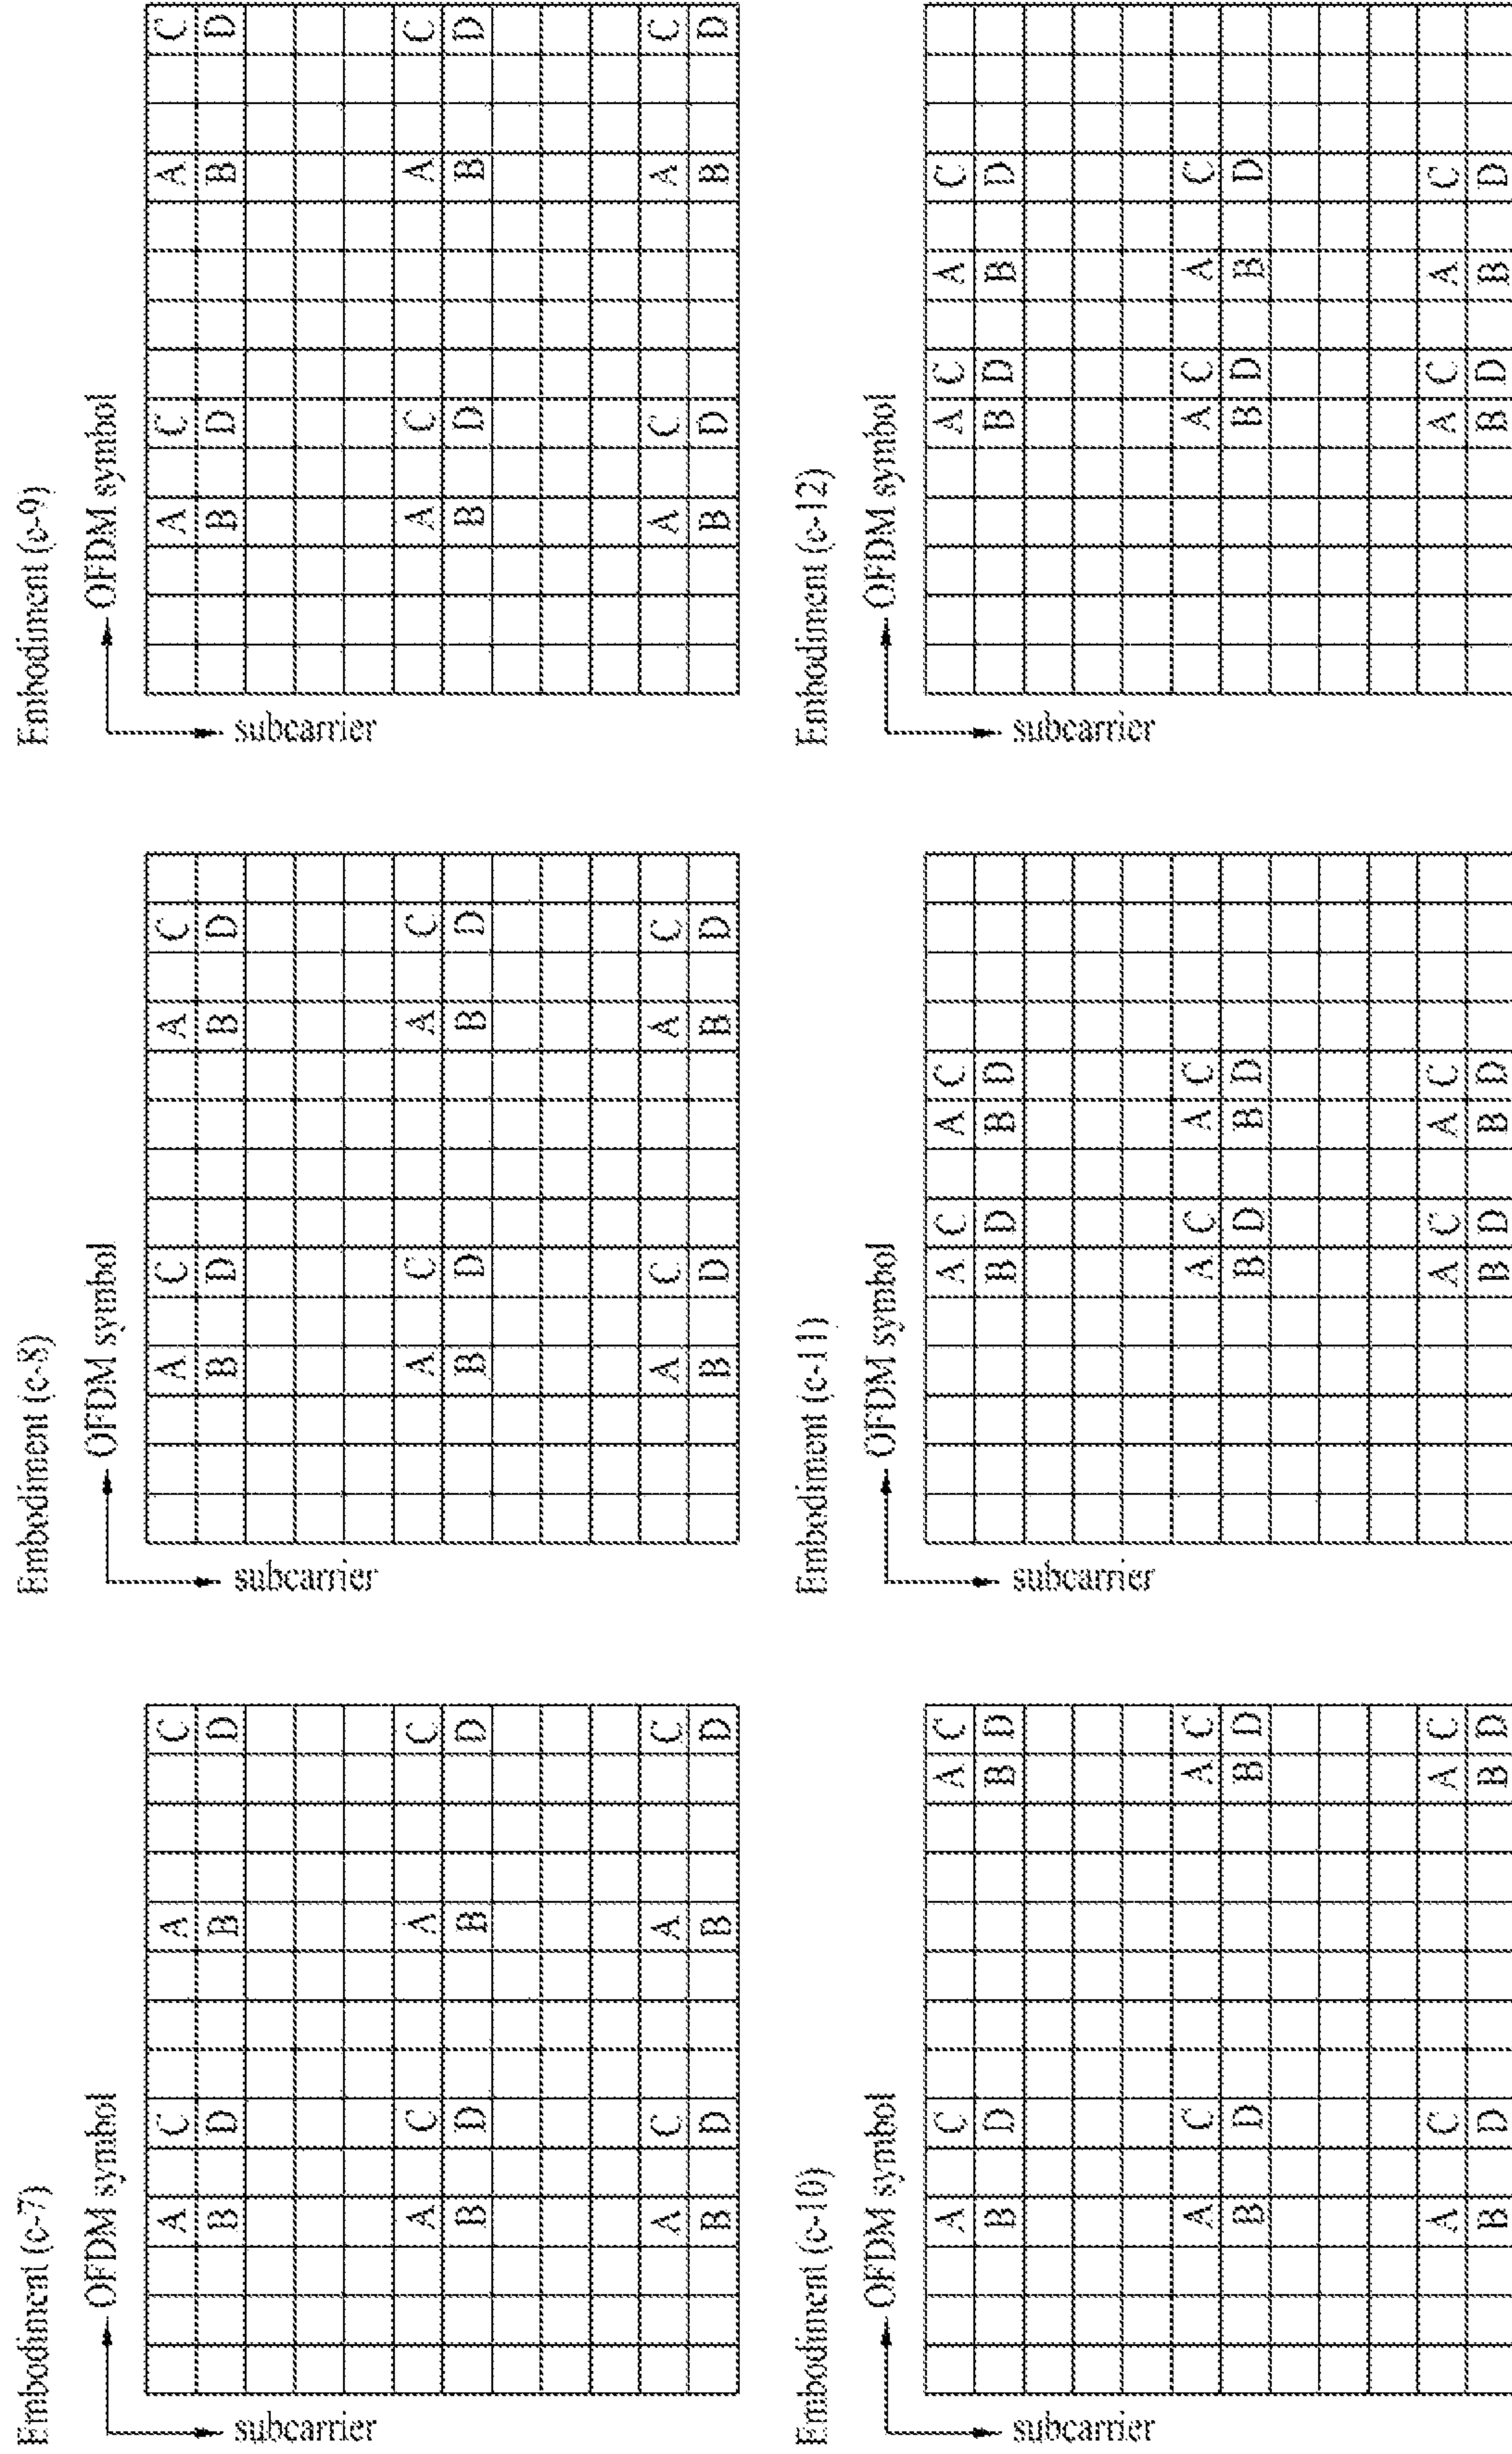 Embodiment (c-7)
OFDM symbol
subcarrier
A C A C
B D B D
A C A C
B D B D
A C A C
B D B D
Embodiment (c-8)
OFDM symbol
subcarrier
A C A C
B D B D
A C A C
B D B D
A C A C
B D B D
Embodiment (c-9)
OFDM symbol
subcarrier
A C A C
B D B D
A C A C
B D B D
A C A C
B D B D
Embodiment (c-10)
OFDM symbol
subcarrier
A C A C
B D B D
A C A C
B D B D
A C A C
B D B D
Embodiment (c-11)
OFDM symbol
subcarrier
A C A C
B D B D
A C A C
B D B D
A C A C
B D B D
Embodiment (c-12)
OFDM symbol
subcarrier
A C A C
B D B D
A C A C
B D B D
A C A C
B D B D